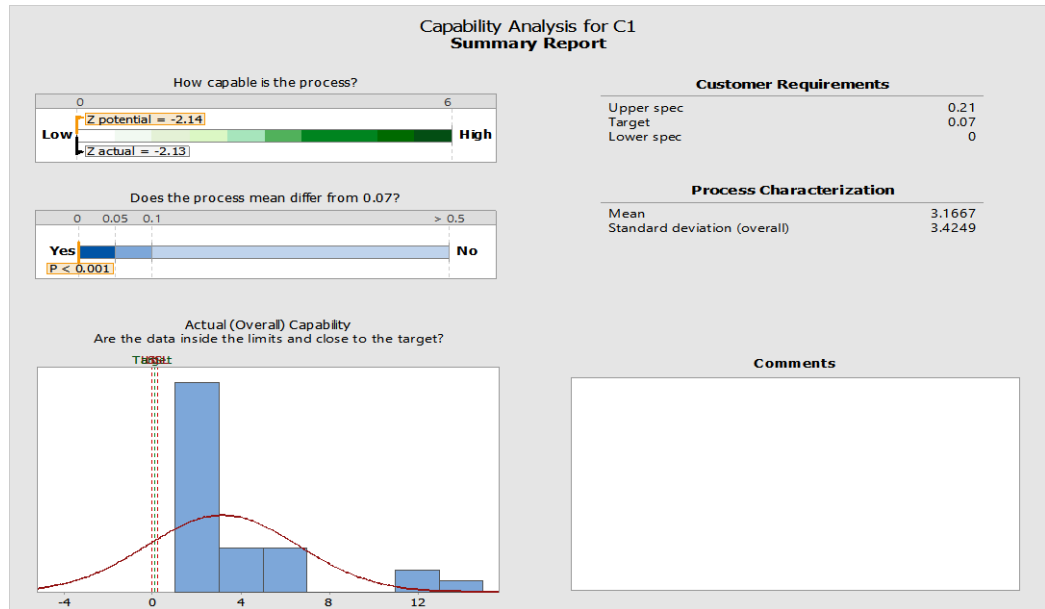 Capability Analysis for C1
Summary Report
How capable is the process?
0 6
Z potential = -2.14
Low High
Z actual = -2.13
Does the process mean differ from 0.07?
0 0.05 0.1 > 0.5
Yes No
P < 0.001
Actual (Overall) Capability
Are the data inside the limits and close to the target?
Target
-4 0 4 8 12
Customer Requirements
Upper spec 0.21
Target 0.07
Lower spec 0
Process Characterization
Mean 3.1667
Standard deviation (overall) 3.4249
Comments